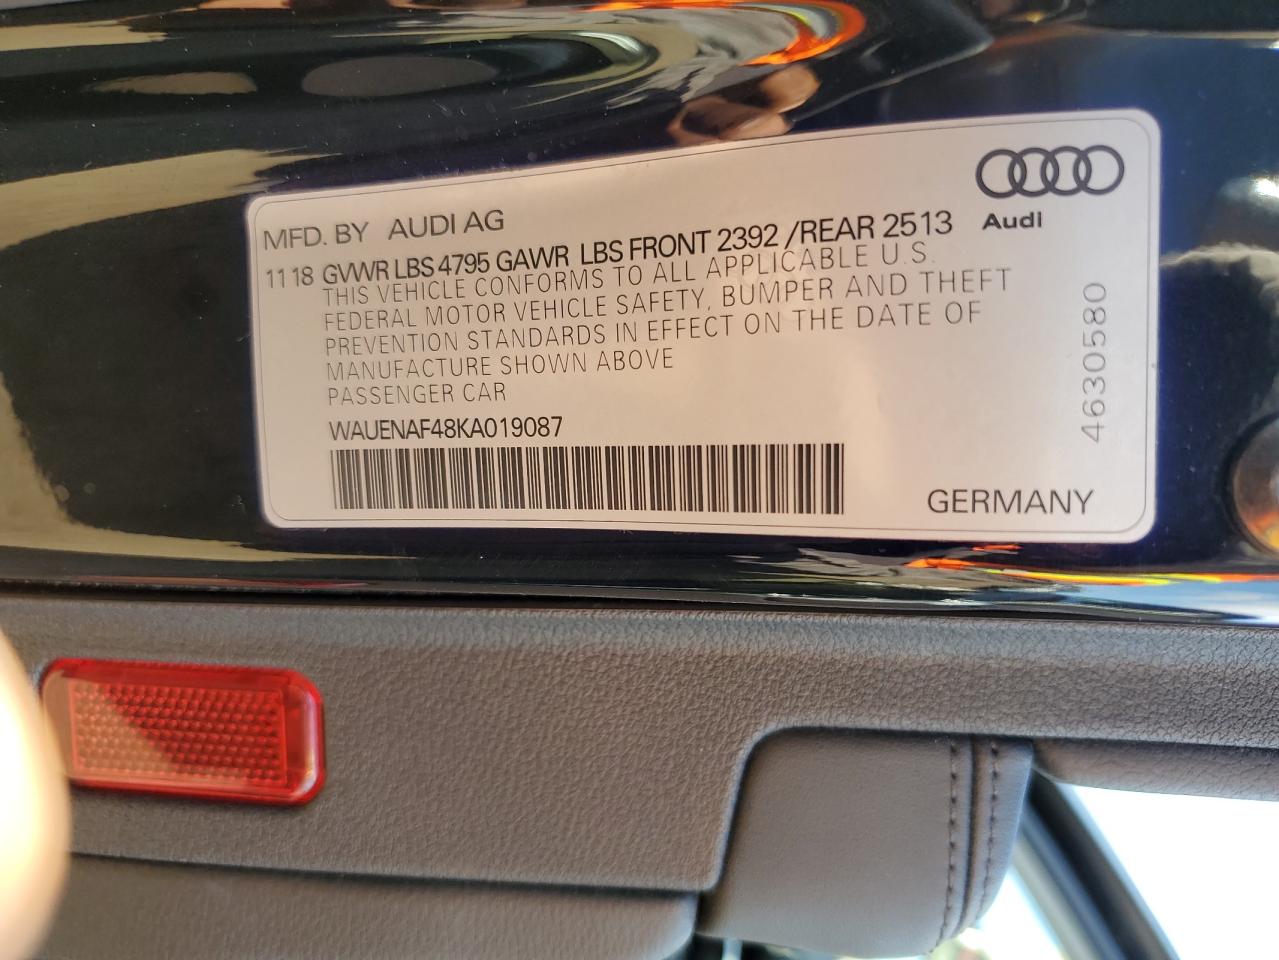 Audi
MFD. BY AUDI AG
11 18 GVWR LBS 4795 GAWR LBS FRONT 2392 /REAR 2513
THIS VEHICLE CONFORMS TO ALL APPLICABLE U.S.
FEDERAL MOTOR VEHICLE SAFETY, BUMPER AND THEFT
PREVENTION STANDARDS IN EFFECT ON THE DATE OF
MANUFACTURE SHOWN ABOVE
PASSENGER CAR
WAUENAF48KA019087
GERMANY
4630580